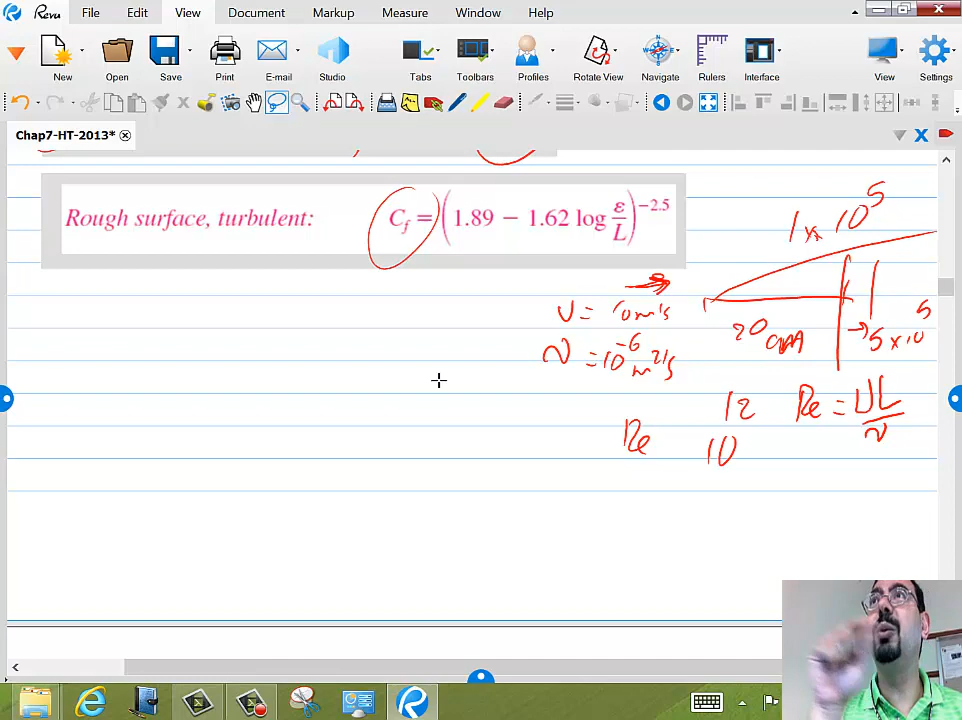 Revu File Edit View Document Markup Measure Window Help
New Open Save Print E-mail Studio Tabs Toolbars Profiles Rotate View Navigate Rulers Interface View Settings
Chap7-HT-2013*
Rough surface, turbulent: C_f = (1.89 − 1.62 log ε/L)^−2.5
1 × 10^5
20 cm
→ 5 × 10^5
ν = 10^-6 m²/s
12
Re = UL/ν
Re 10